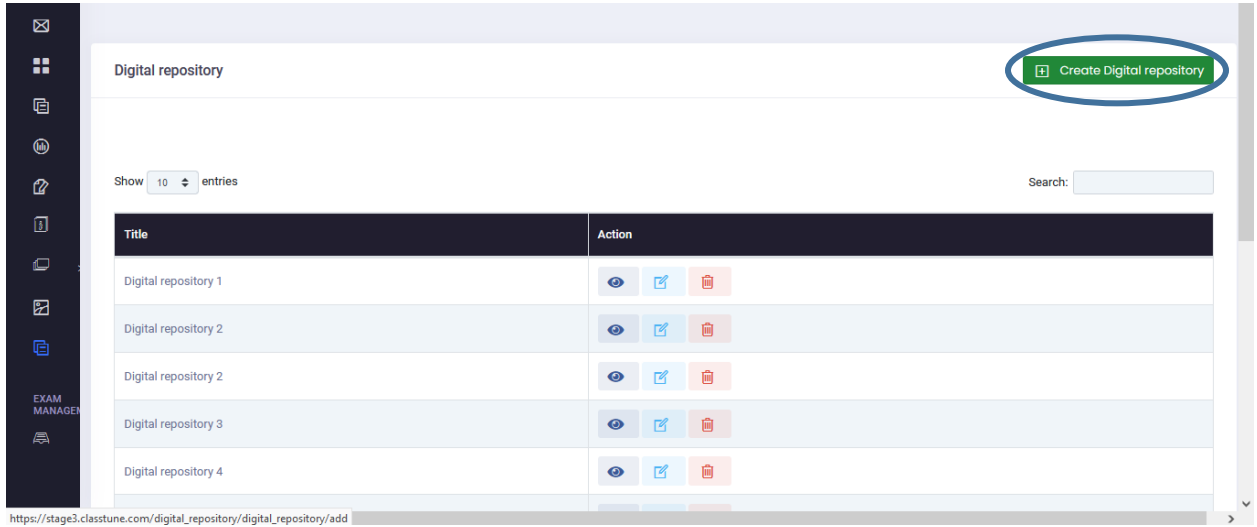 Digital repository
Create Digital repository
Show 10 entries
Search:
Title Action
Digital repository 1
Digital repository 2
Digital repository 2
EXAM
MANAGEM
Digital repository 3
Digital repository 4
https://stage3.classtune.com/digital_repository/digital_repository/add